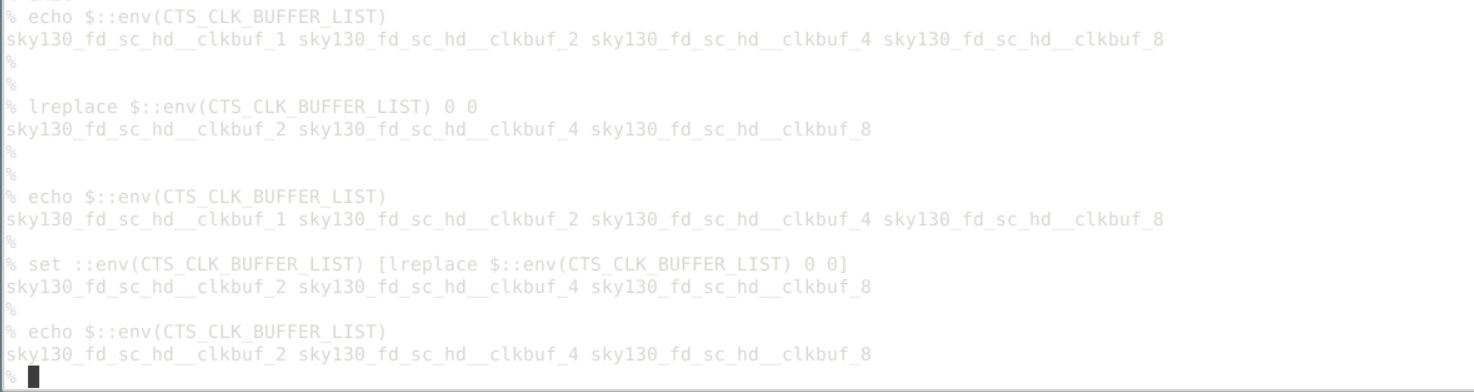 % echo $::env(CTS_CLK_BUFFER_LIST)
sky130_fd_sc_hd__clkbuf_1 sky130_fd_sc_hd__clkbuf_2 sky130_fd_sc_hd__clkbuf_4 sky130_fd_sc_hd__clkbuf_8
%
%
% lreplace $::env(CTS_CLK_BUFFER_LIST) 0 0
sky130_fd_sc_hd__clkbuf_2 sky130_fd_sc_hd__clkbuf_4 sky130_fd_sc_hd__clkbuf_8
%
%
% echo $::env(CTS_CLK_BUFFER_LIST)
sky130_fd_sc_hd__clkbuf_1 sky130_fd_sc_hd__clkbuf_2 sky130_fd_sc_hd__clkbuf_4 sky130_fd_sc_hd__clkbuf_8
%
% set ::env(CTS_CLK_BUFFER_LIST) [lreplace $::env(CTS_CLK_BUFFER_LIST) 0 0]
sky130_fd_sc_hd__clkbuf_2 sky130_fd_sc_hd__clkbuf_4 sky130_fd_sc_hd__clkbuf_8
%
% echo $::env(CTS_CLK_BUFFER_LIST)
sky130_fd_sc_hd__clkbuf_2 sky130_fd_sc_hd__clkbuf_4 sky130_fd_sc_hd__clkbuf_8
%